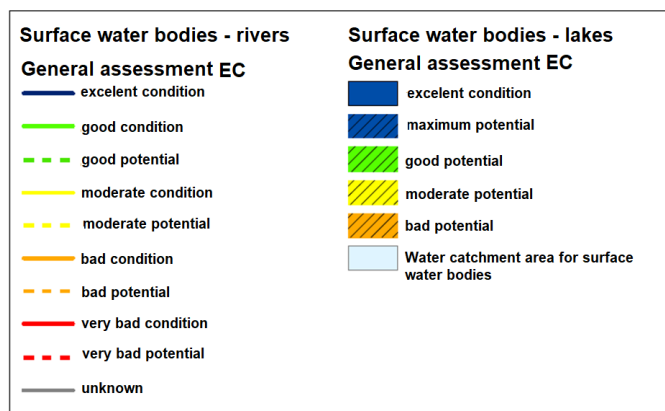 Surface water bodies - rivers
General assessment EC
excelent condition
good condition
good potential
moderate condition
moderate potential
bad condition
bad potential
very bad condition
very bad potential
unknown
Surface water bodies - lakes
General assessment EC
excelent condition
maximum potential
good potential
moderate potential
bad potential
Water catchment area for surface
water bodies